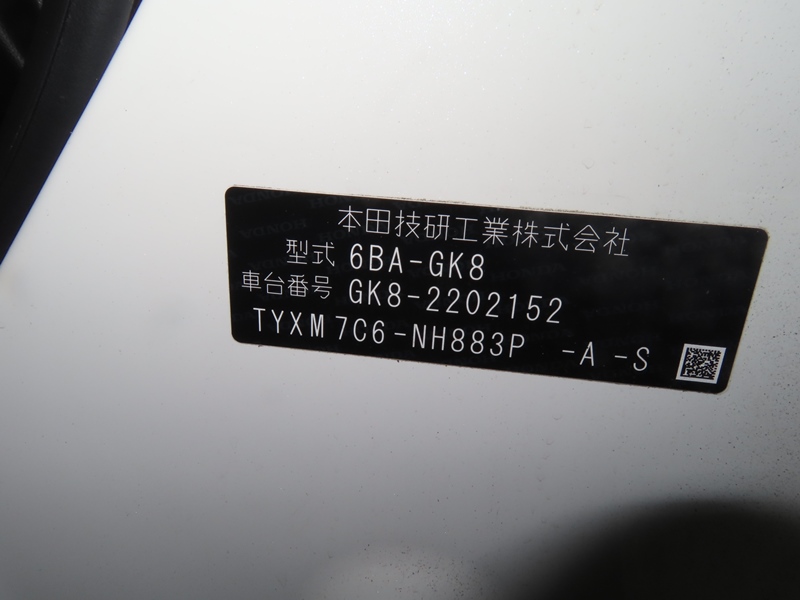 本田技研工業株式会社
型式 6BA-GK8
車台番号 GK8-2202152
TYXM7C6-NH883P -A -S